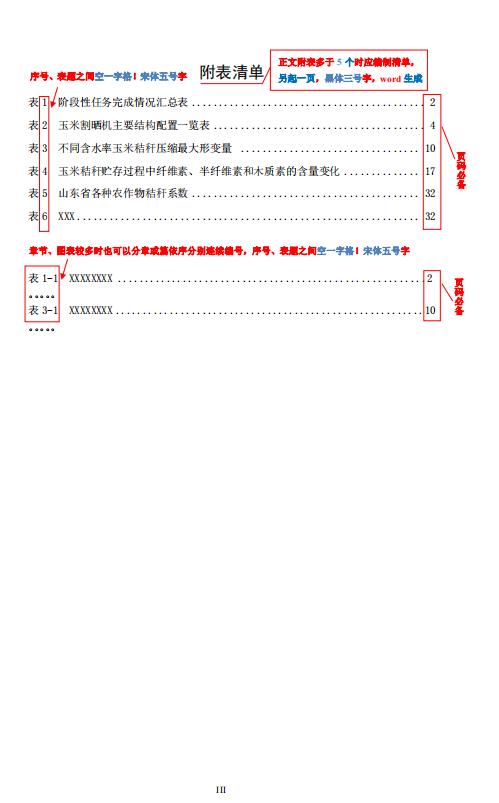 正文附表多于 5 个时应编制清单，
另起一页，黑体三号字，word 生成
序号、表题之间空一字格！宋体五号字
附表清单
表 1 阶段性任务完成情况汇总表 ............................................ 2
表 2 玉米割晒机主要结构配置一览表 ....................................... 4
表 3 不同含水率玉米秸秆压缩最大形变量 ................................. 10
表 4 玉米秸秆贮存过程中纤维素、半纤维素和木质素的含量变化 .............. 17
表 5 山东省各种农作物秸秆系数 .......................................... 32
表 6 XXX ............................................................... 32
页码必备
章节、图表较多时也可以分章或篇依序分别连续编号，序号、表题之间空一字格！宋体五号字
表 1-1 XXXXXXXX ......................................................... 2
。。。。。
表 3-1 XXXXXXXX ......................................................... 10
。。。。。
页码必备
III